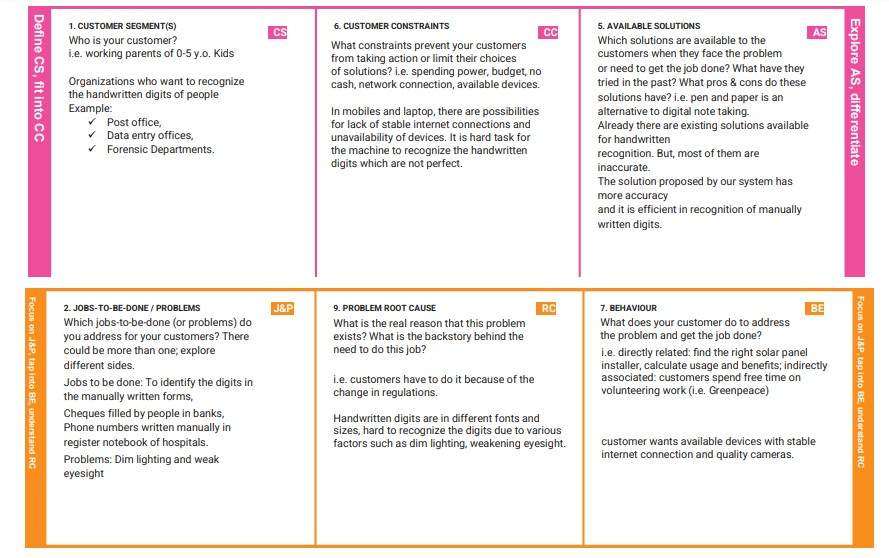 Define CS, fit into CC
1. CUSTOMER SEGMENT(S)
CS
Who is your customer?
i.e. working parents of 0-5 y.o. Kids
Organizations who want to recognize
the handwritten digits of people
Example:
✓ Post office,
✓ Data entry offices,
✓ Forensic Departments.
6. CUSTOMER CONSTRAINTS
CC
What constraints prevent your customers
from taking action or limit their choices
of solutions? i.e. spending power, budget, no
cash, network connection, available devices.
In mobiles and laptop, there are possibilities
for lack of stable internet connections and
unavailability of devices. It is hard task for
the machine to recognize the handwritten
digits which are not perfect.
5. AVAILABLE SOLUTIONS
AS
Which solutions are available to the
customers when they face the problem
or need to get the job done? What have they
tried in the past? What pros & cons do these
solutions have? i.e. pen and paper is an
alternative to digital note taking.
Already there are existing solutions available
for handwritten
recognition. But, most of them are
inaccurate.
The solution proposed by our system has
more accuracy
and it is efficient in recognition of manually
written digits.
Explore AS, differentiate
Focus on J&P, tap into BE, understand RC
2. JOBS-TO-BE-DONE / PROBLEMS
J&P
Which jobs-to-be-done (or problems) do
you address for your customers? There
could be more than one; explore
different sides.
Jobs to be done: To identify the digits in
the manually written forms,
Cheques filled by people in banks,
Phone numbers written manually in
register notebook of hospitals.
Problems: Dim lighting and weak
eyesight
9. PROBLEM ROOT CAUSE
RC
What is the real reason that this problem
exists? What is the backstory behind the
need to do this job?
i.e. customers have to do it because of the
change in regulations.
Handwritten digits are in different fonts and
sizes, hard to recognize the digits due to various
factors such as dim lighting, weakening eyesight.
7. BEHAVIOUR
BE
What does your customer do to address
the problem and get the job done?
i.e. directly related: find the right solar panel
installer, calculate usage and benefits; indirectly
associated: customers spend free time on
volunteering work (i.e. Greenpeace)
customer wants available devices with stable
internet connection and quality cameras.
Focus on J&P, tap into BE, understand RC